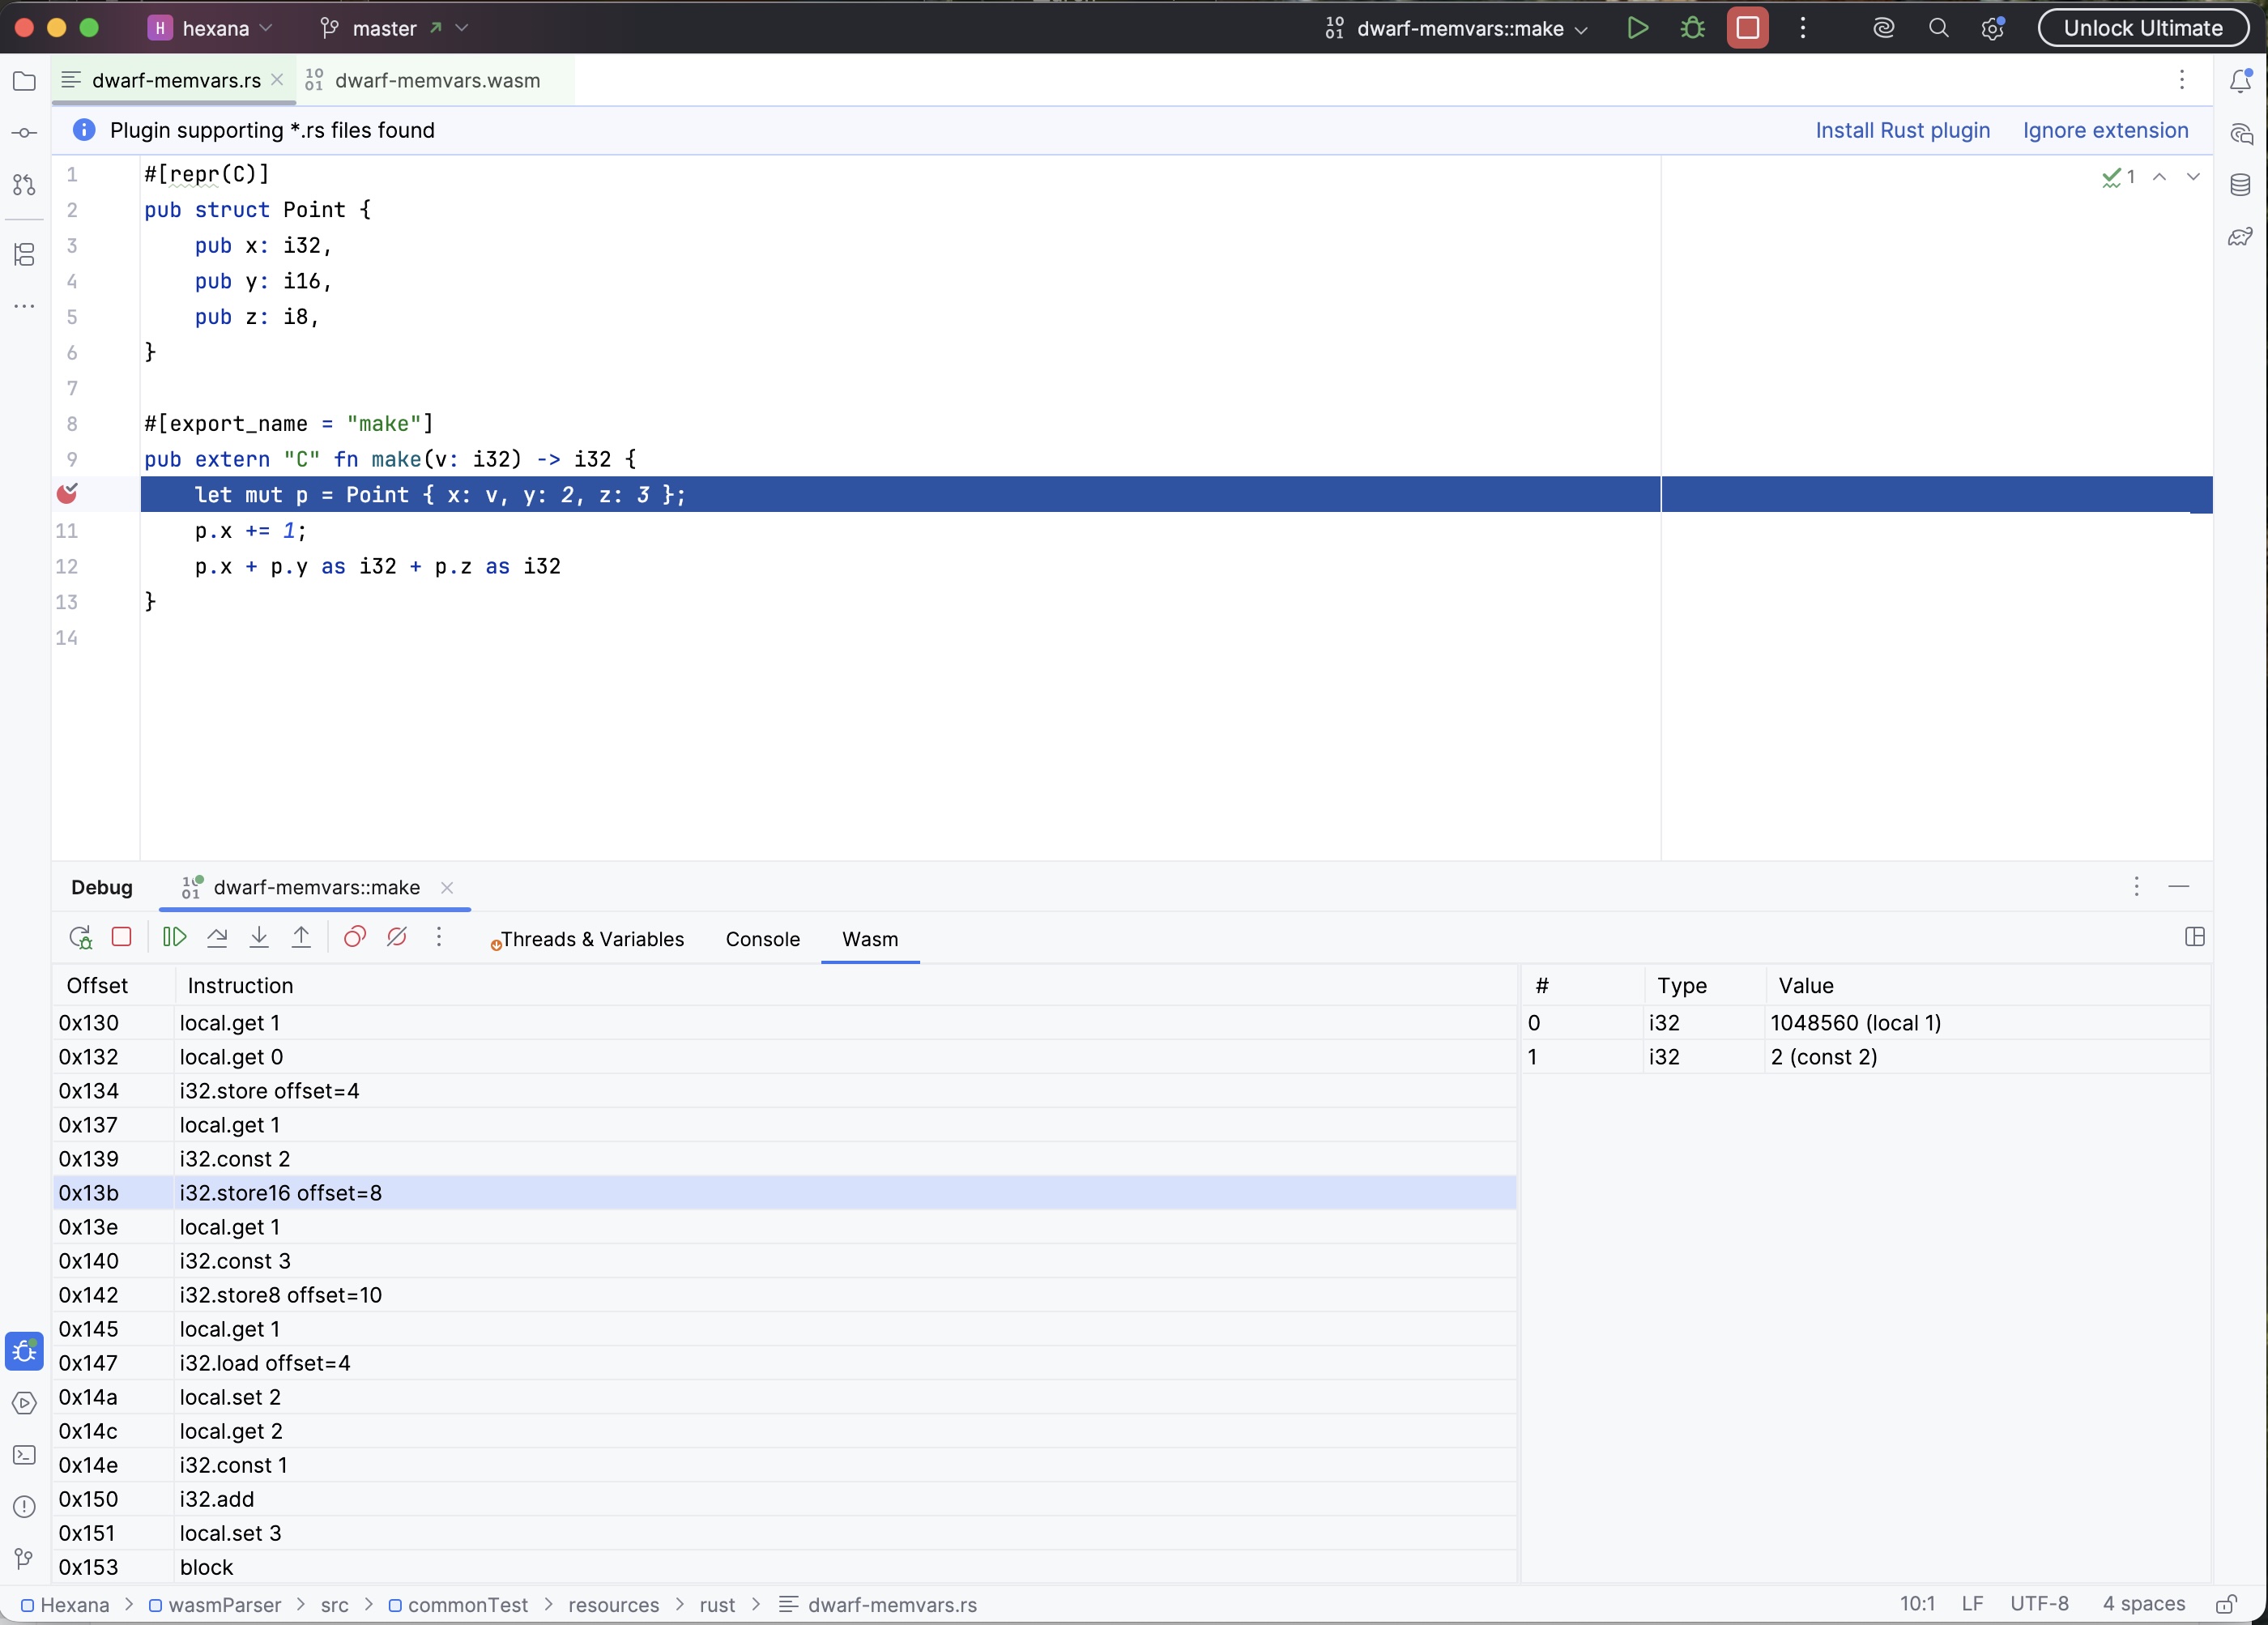 H hexana master dwarf-memvars::make Unlock Ultimate
dwarf-memvars.rs dwarf-memvars.wasm
Plugin supporting *.rs files found Install Rust plugin Ignore extension
1 #[repr(C)] 1
2 pub struct Point {
3 pub x: i32,
4 pub y: i16,
5 pub z: i8,
6 }
7
8 #[export_name = "make"]
9 pub extern "C" fn make(v: i32) -> i32 {
let mut p = Point { x: v, y: 2, z: 3 };
11 p.x += 1;
12 p.x + p.y as i32 + p.z as i32
13 }
14
Debug dwarf-memvars::make
Threads & Variables Console Wasm
Offset Instruction # Type Value
0x130 local.get 1 0 i32 1048560 (local 1)
0x132 local.get 0 1 i32 2 (const 2)
0x134 i32.store offset=4
0x137 local.get 1
0x139 i32.const 2
0x13b i32.store16 offset=8
0x13e local.get 1
0x140 i32.const 3
0x142 i32.store8 offset=10
0x145 local.get 1
0x147 i32.load offset=4
0x14a local.set 2
0x14c local.get 2
0x14e i32.const 1
0x150 i32.add
0x151 local.set 3
0x153 block
Hexana > wasmParser > src > commonTest > resources > rust > dwarf-memvars.rs 10:1 LF UTF-8 4 spaces